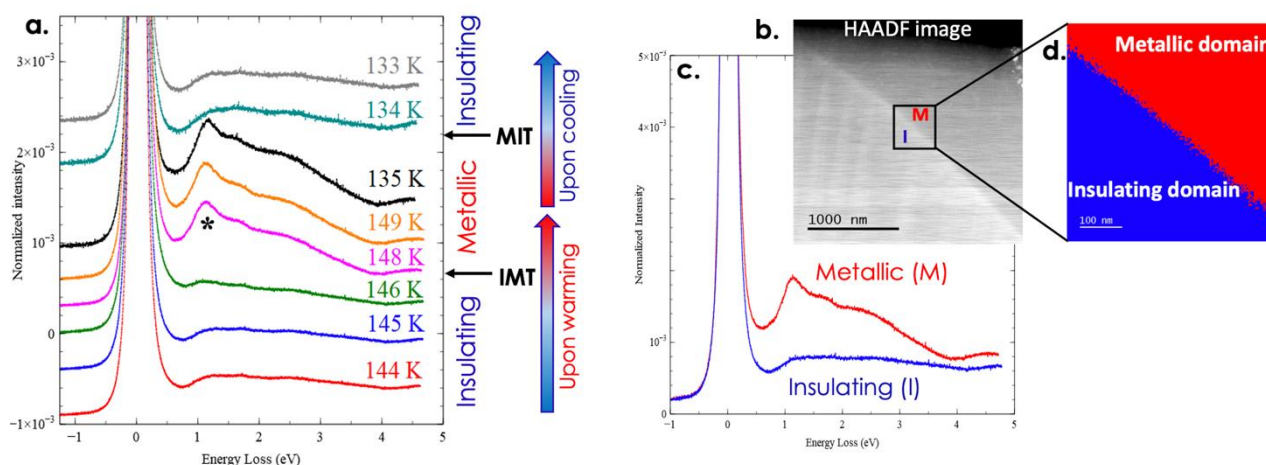 a.
3×10⁻³
2×10⁻³
1×10⁻³
0
−1×10⁻³
Normalized intensity
−1 0 1 2 3 4 5
Energy Loss (eV)
133 K
134 K
135 K
149 K
148 K
*
146 K
145 K
144 K
Insulating
Metallic
Insulating
MIT
IMT
Upon cooling
Upon warming
b.
HAADF image
M
I
1000 nm
c.
5×10⁻³
4×10⁻³
10⁻³
0
Normalized Intensity
Metallic (M)
Insulating (I)
−1 0 1 2 3 4 5
Energy Loss (eV)
d.
Metallic domain
Insulating domain
100 nm